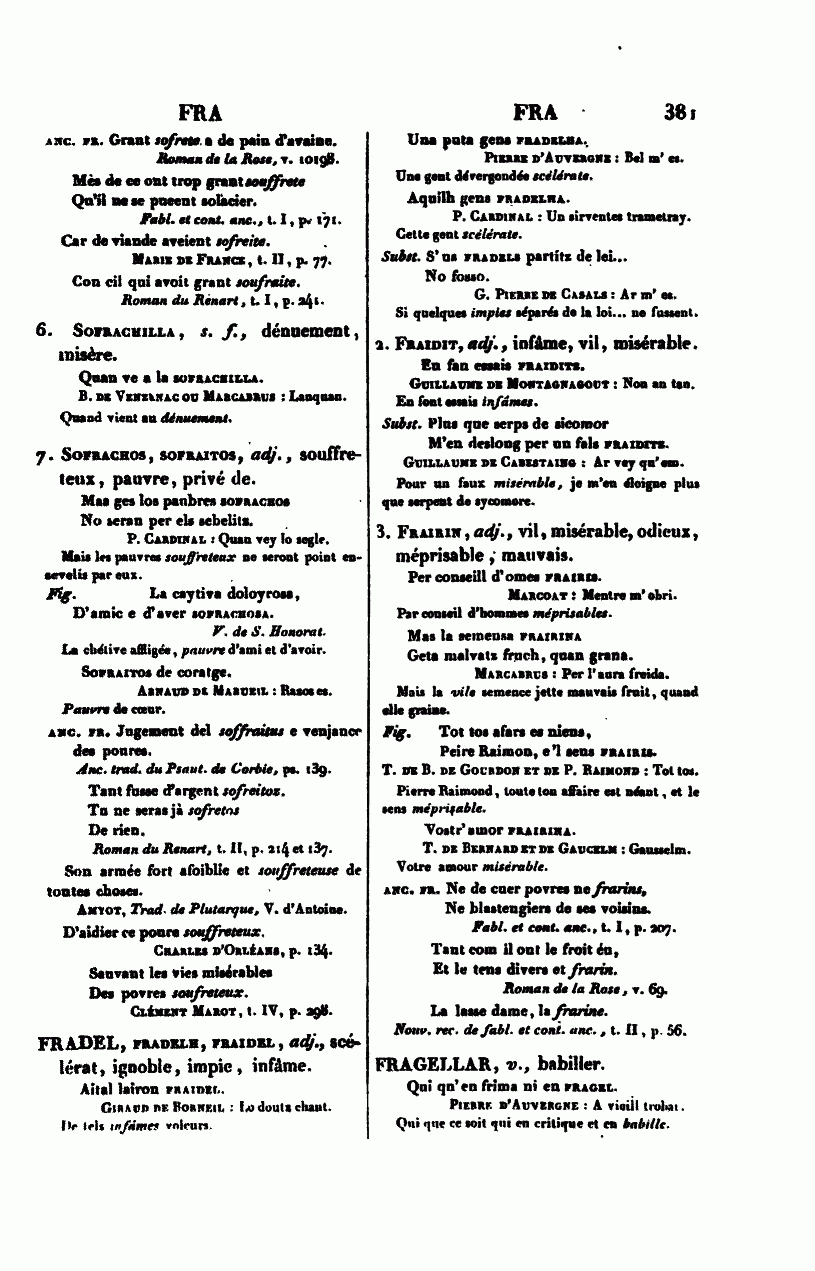 FRA
ANC. FR. Grant sofrete a de pain d'avaine.
Roman de la Rose, v. 10198.
Mès de ce ont trop grant souffrete
Qu'il ne se pueent solacier.
Fabl. et cont. anc., t. I, p. 171.
Car de viande aveient sofreite.
MARIE DE FRANCE, t. II, p. 77.
Con cil qui avoit grant soufraite.
Roman du Renart, t. I, p. 241.
6. SOFRACHILLA, s. f., dénuement,
misère.
Quan ve a la SOFRACHILLA.
B. DE VENZENAC OU MARCABRUS : Lanquan.
Quand vient au dénuement.
7. SOFRACHOS, SOFRAITOS, adj., souffre-
teux, pauvre, privé de.
Mas ges los paubres SOFRACHOS
No seran per els sebelitz.
P. CARDINAL : Quan vey lo segle.
Mais les pauvres souffreteux ne seront point en-
sevelis par eux.
Fig. La caytiva doloyrosa,
D'amic e d'aver SOFRACHOSA.
V. de S. Honorat.
La chétive affligée, pauvre d'ami et d'avoir.
SOFRAITOS de coratge.
ARNAUD DE MARUEIL : Rasos es.
Pauvre de cœur.
ANC. FR. Jugement del soffraitus e venjance
des poures.
Anc. trad. du Psaut. de Corbie, ps. 139.
Tant fusse d'argent sofreitox.
Tu ne seras jà sofretos
De rien.
Roman du Renart, t. II, p. 214 et 137.
Son armée fort afoiblie et souffreteuse de
toutes choses.
AMYOT, Trad. de Plutarque, V. d'Antoine.
D'aidier ce poure souffreteux.
CHARLES D'ORLÉANS, p. 134.
Sauvant les vies misérables
Des povres soufreteux.
CLÉMENT MAROT, t. IV, p. 298.
FRADEL, FRADELH, FRAIDEL, adj., scé-
lérat, ignoble, impie, infâme.
Aital lairon FRAIDEL.
GIRAUD DE BORNEIL : Lo doutz chant.
De tels infâmes voleurs.
FRA 381
Una puta gens FRADELHA.
PIERRE D'AUVERGNE : Bel m' es.
Une gent dévergondée scélérate.
Aquilh gens FRADELHA.
P. CARDINAL : Un sirventes trametray.
Cette gent scélérate.
Subst. S' us FRADELS partitz de lei...
No fosso.
G. PIERRE DE CASALS : Ar m' es.
Si quelques impies séparés de la loi... ne fussent.
2. FRAIDIT, adj., infâme, vil, misérable.
En fan essais FRAIDITS.
GUILLAUME DE MONTAGNAGOUT : Non an tan.
En font essais infâmes.
Subst. Plus que serps de sicomor
M'en deslong per un fals FRAIDITS.
GUILLAUME DE CABESTAING : Ar vey qu'em.
Pour un faux misérable, je m'en éloigne plus
que serpent de sycomore.
3. FRAIRIN, adj., vil, misérable, odieux,
méprisable, mauvais.
Per conseill d'omes FRAIRIS.
MARCOAT : Mentre m' obri.
Par conseil d'hommes méprisables.
Mas la semensa FRAIRINA
Geta malvatz fruch, quan grana.
MARCABRUS : Per l'aura freida.
Mais la vile semence jette mauvais fruit, quand
elle graine.
Fig. Tot tos afars es niens,
Peire Raimon, e'l sens FRAIRIS.
T. DE B. DE GOURDON ET DE P. RAIMOND : Tot tos.
Pierre Raimond, toute ton affaire est néant, et le
sens méprisable.
Vostr' amor FRAIRINA.
T. DE BERNARD ET DE GAUCELM : Gausselm.
Votre amour misérable.
ANC. FR. Ne de cuer povres ne frarins,
Ne blastengiers de ses voisins.
Fabl. et cont. anc., t. I, p. 207.
Tant com il ont le froit éu,
Et le tens divers et frarin.
Roman de la Rose, v. 69.
La lasse dame, la frarine.
Nouv. rec. de fabl. et cont. anc., t. II, p. 56.
FRAGELLAR, v., babiller.
Qui qu'en frima ni en FRAGEL.
PIERRE D'AUVERGNE : A vieill trobar.
Qui que ce soit qui en critique et en babille.